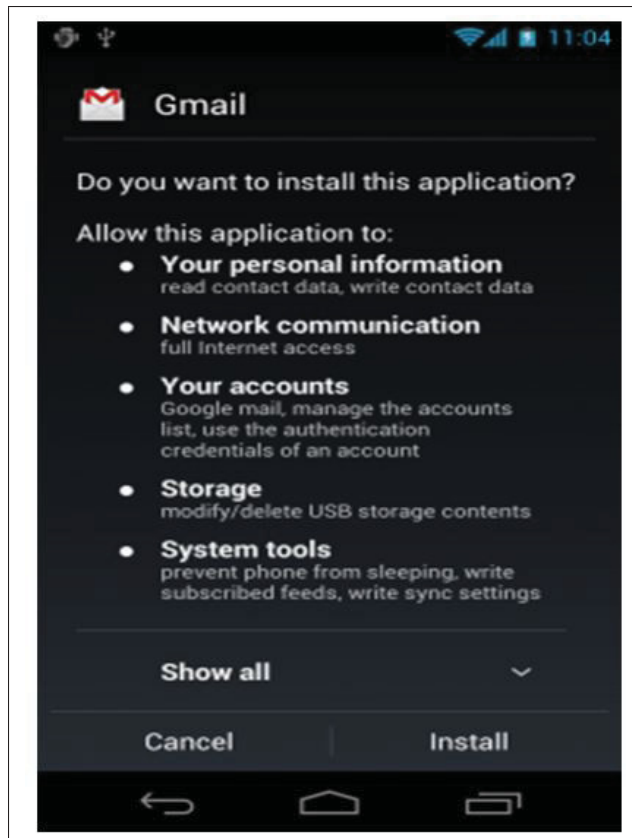 11:04
Gmail
Do you want to install this application?
Allow this application to:
• Your personal information
read contact data, write contact data
• Network communication
full Internet access
• Your accounts
Google mail, manage the accounts
list, use the authentication
credentials of an account
• Storage
modify/delete USB storage contents
• System tools
prevent phone from sleeping, write
subscribed feeds, write sync settings
Show all
Cancel Install